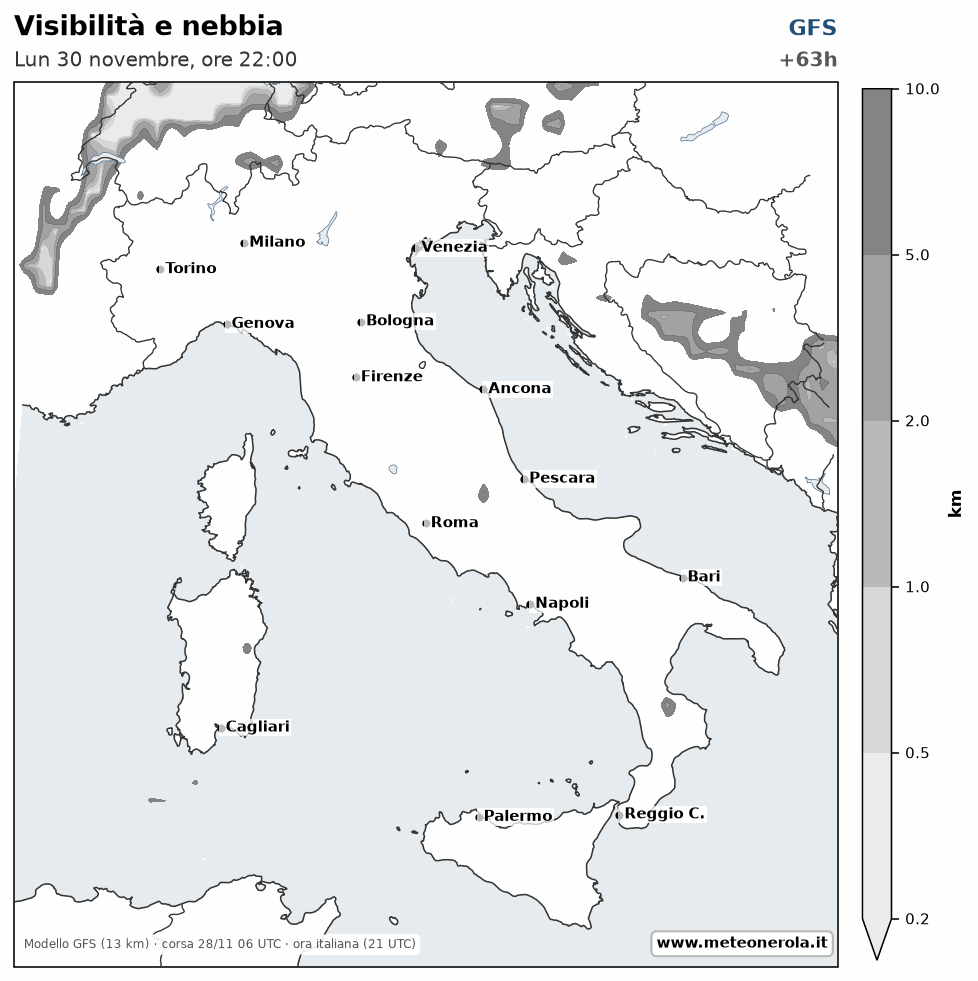 Visibilità e nebbia
GFS
Lun 30 novembre, ore 22:00
+63h
10.0
5.0
2.0
1.0
0.5
0.2
km
Milano
Venezia
Torino
Genova
Bologna
Firenze
Ancona
Pescara
Roma
Bari
Napoli
Cagliari
Palermo
Reggio C.
Modello GFS (13 km) · corsa 28/11 06 UTC · ora italiana (21 UTC)
www.meteonerola.it